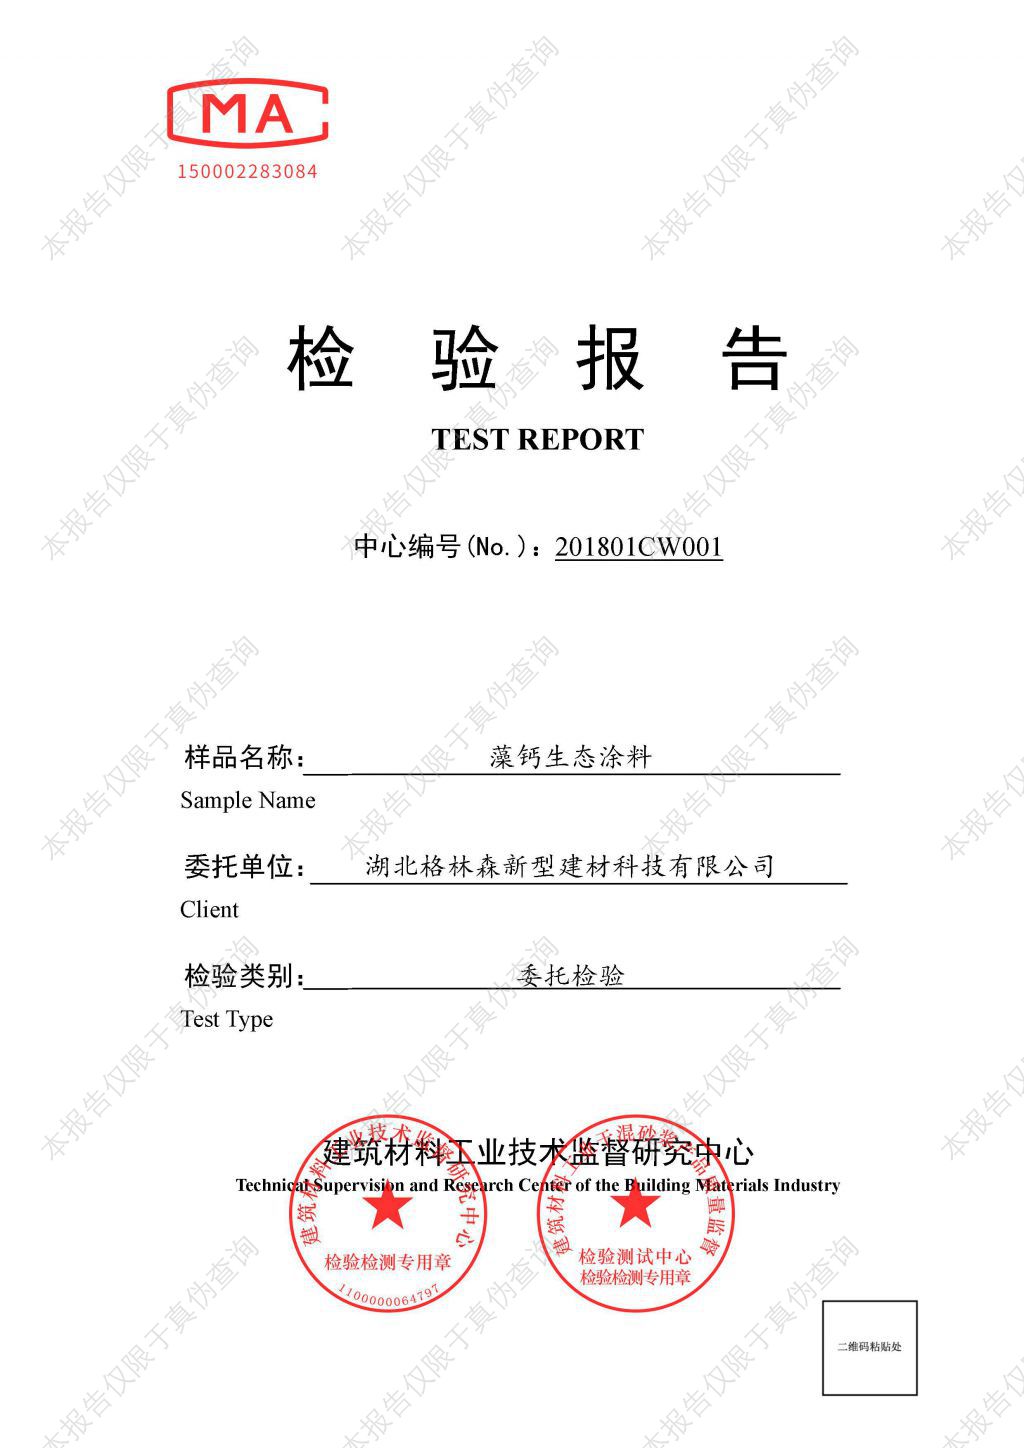 MA
150002283084
检验报告
TEST REPORT
中心编号(No.)：201801CW001
样品名称： 藻钙生态涂料
Sample Name
委托单位： 湖北格林森新型建材科技有限公司
Client
检验类别： 委托检验
Test Type
建筑材料工业技术监督研究中心
Technical Supervision and Research Center of the Building Materials Industry
建筑材料工业技术监督研究中心
检验检测专用章
1100000064797
建筑材料工业干混砂浆产品质量监督
检验测试中心
检验检测专用章
二维码粘贴处
本报告仅限于真伪查询